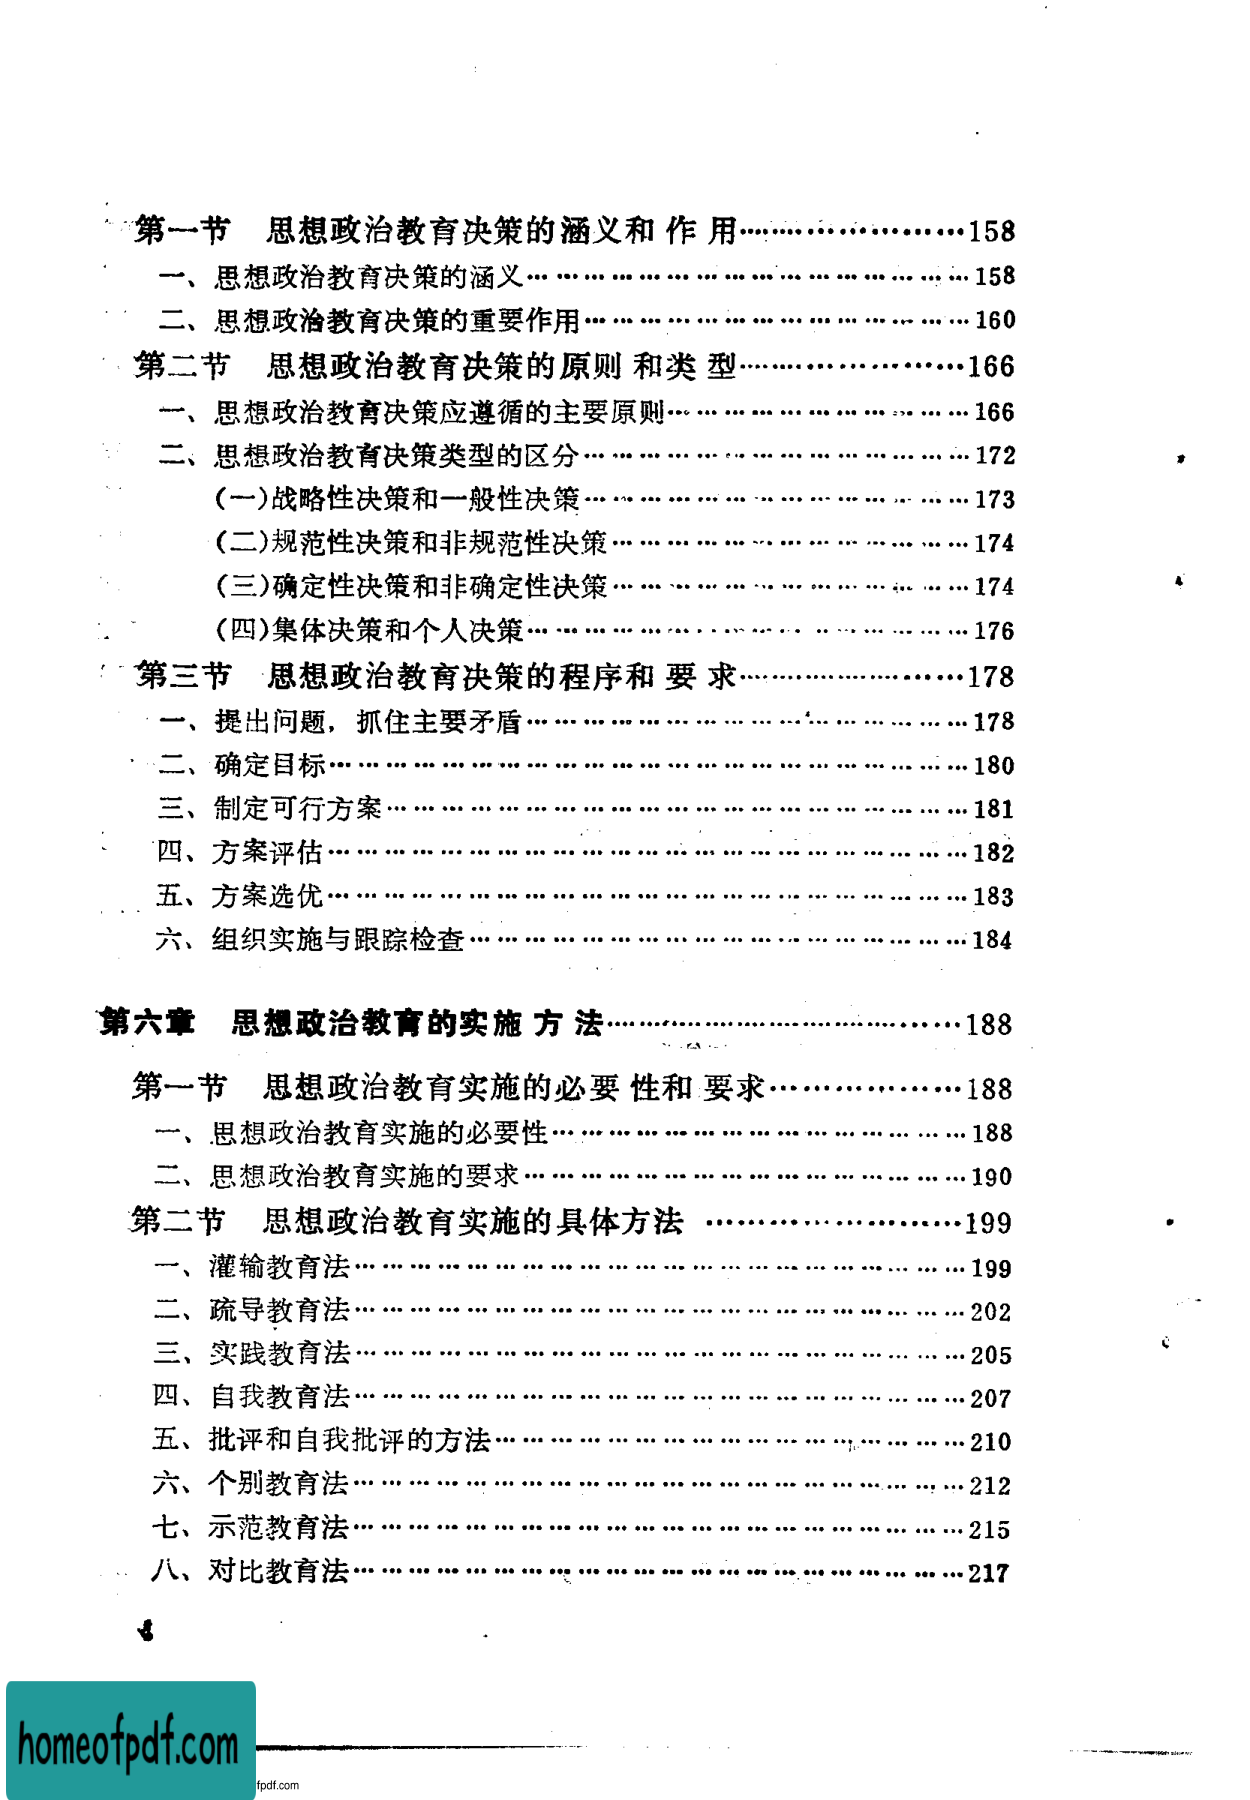 第一节　思想政治教育决策的涵义和作用……………………158
一、思想政治教育决策的涵义……………………………………158
二、思想政治教育决策的重要作用………………………………160
第二节　思想政治教育决策的原则和类型……………………166
一、思想政治教育决策应遵循的主要原则………………………166
二、思想政治教育决策类型的区分………………………………172
(一)战略性决策和一般性决策……………………………………173
(二)规范性决策和非规范性决策…………………………………174
(三)确定性决策和非确定性决策…………………………………174
(四)集体决策和个人决策…………………………………………176
第三节　思想政治教育决策的程序和要求……………………178
一、提出问题，抓住主要矛盾……………………………………178
二、确定目标………………………………………………………180
三、制定可行方案…………………………………………………181
四、方案评估………………………………………………………182
五、方案选优………………………………………………………183
六、组织实施与跟踪检查…………………………………………184
第六章　思想政治教育的实施方法………………………………188
第一节　思想政治教育实施的必要性和要求…………………188
一、思想政治教育实施的必要性…………………………………188
二、思想政治教育实施的要求……………………………………190
第二节　思想政治教育实施的具体方法………………………199
一、灌输教育法……………………………………………………199
二、疏导教育法……………………………………………………202
三、实践教育法……………………………………………………205
四、自我教育法……………………………………………………207
五、批评和自我批评的方法………………………………………210
六、个别教育法……………………………………………………212
七、示范教育法……………………………………………………215
八、对比教育法……………………………………………………217
homeofpdf.com
fpdf.com